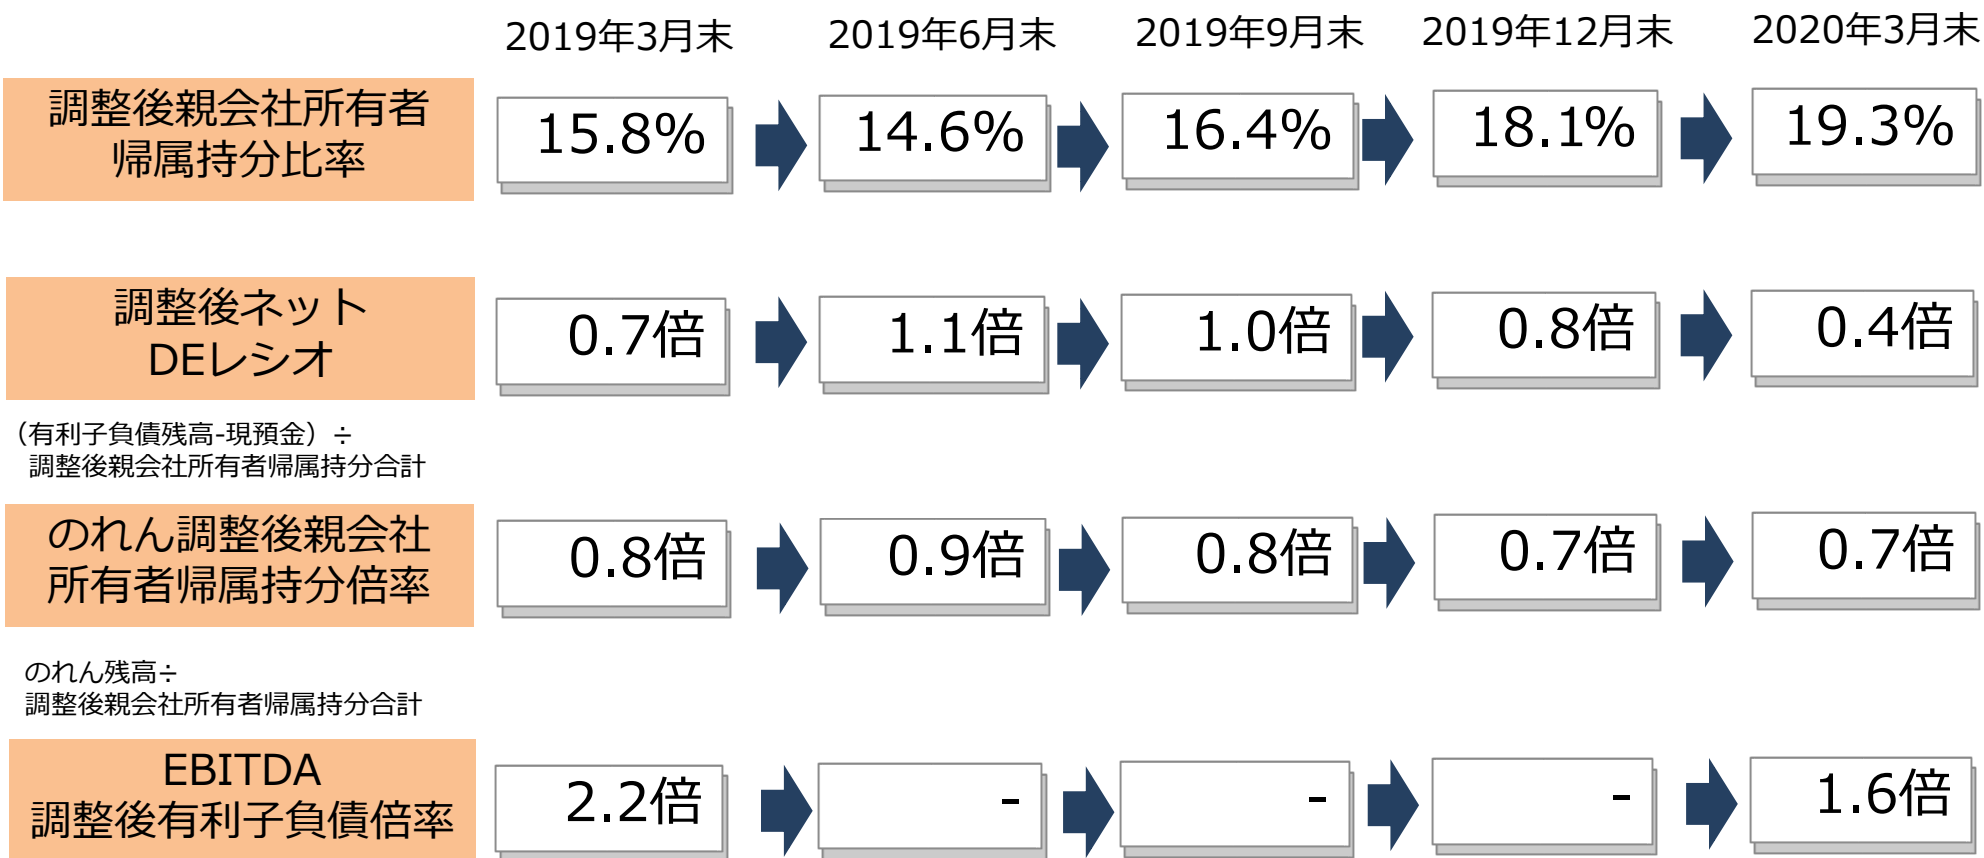 2019年3月末 2019年6月末 2019年9月末 2019年12月末 2020年3月末
調整後親会社所有者
帰属持分比率
15.8% 14.6% 16.4% 18.1% 19.3%
調整後ネット
DEレシオ
0.7倍 1.1倍 1.0倍 0.8倍 0.4倍
（有利子負債残高-現預金）÷
調整後親会社所有者帰属持分合計
のれん調整後親会社
所有者帰属持分倍率
0.8倍 0.9倍 0.8倍 0.7倍 0.7倍
のれん残高÷
調整後親会社所有者帰属持分合計
EBITDA
調整後有利子負債倍率
2.2倍 - - - 1.6倍